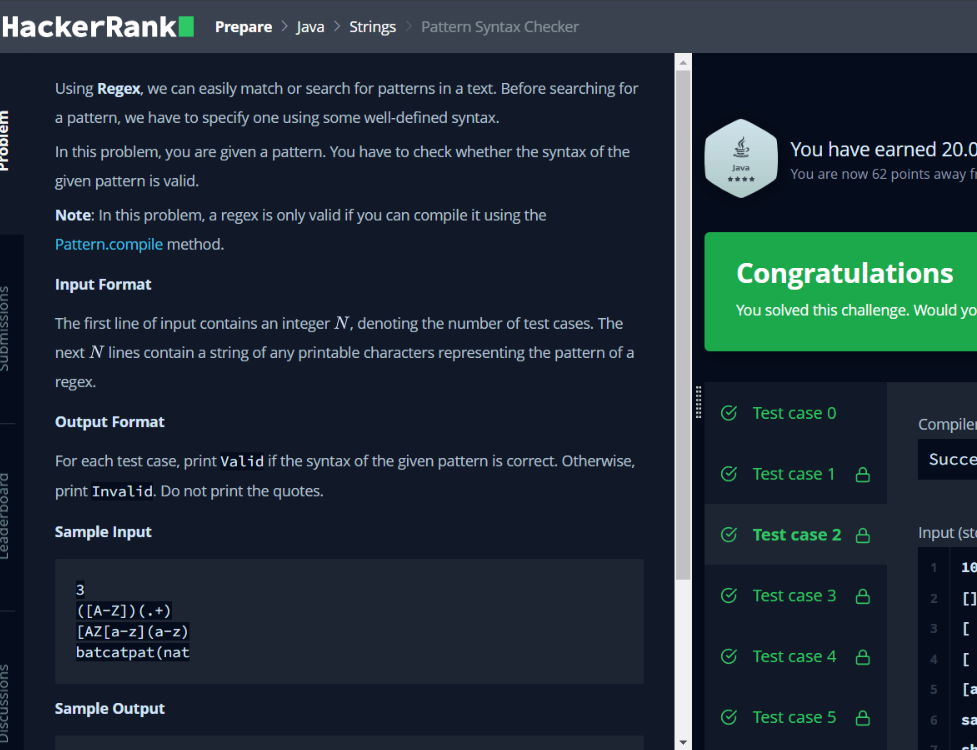 HackerRank
Prepare > Java > Strings > Pattern Syntax Checker
Problem
Submissions
Leaderboard
Discussions
Using Regex, we can easily match or search for patterns in a text. Before searching for
a pattern, we have to specify one using some well-defined syntax.
In this problem, you are given a pattern. You have to check whether the syntax of the
given pattern is valid.
Note: In this problem, a regex is only valid if you can compile it using the
Pattern.compile method.
Input Format
The first line of input contains an integer N, denoting the number of test cases. The
next N lines contain a string of any printable characters representing the pattern of a
regex.
Output Format
For each test case, print Valid if the syntax of the given pattern is correct. Otherwise,
print Invalid. Do not print the quotes.
Sample Input
3
([A-Z])(.+)
[AZ[a-z](a-z)
batcatpat(nat
Sample Output
Java
You have earned 20.0
You are now 62 points away
Congratulations
You solved this challenge. Would
Test case 0
Test case 1
Test case 2
Test case 3
Test case 4
Test case 5
Compiler
Succe
Input (st
1 10
2 []
3 [
4 [
5 [a
6 sa
7